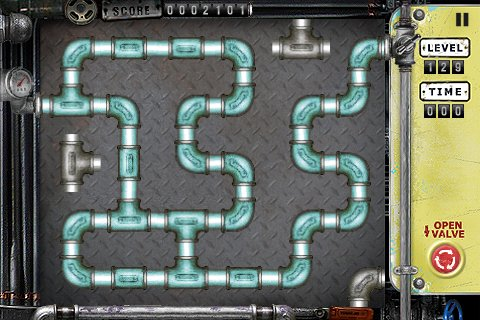 SCORE 0002101
LEVEL
129
TIME
000
OPEN
VALVE